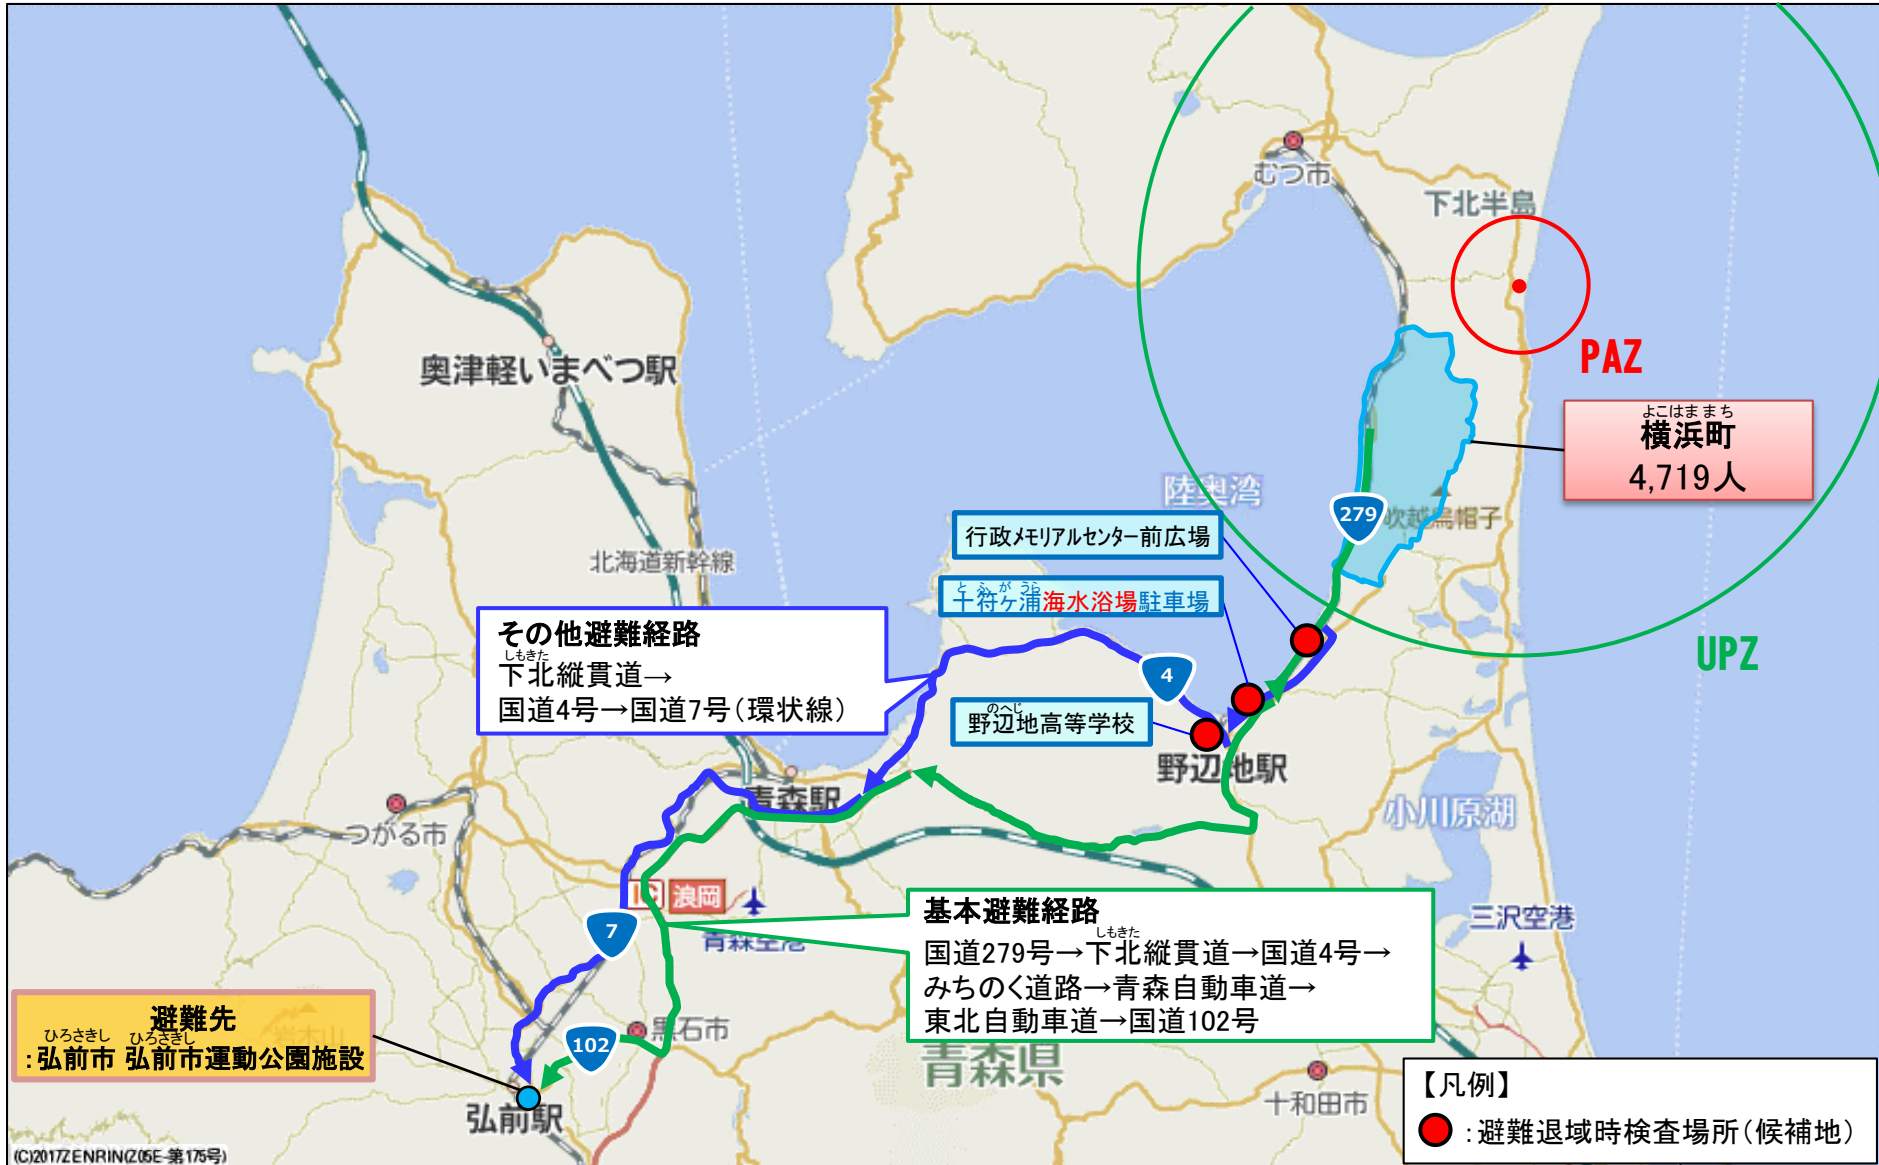 むつ市
下北半島
PAZ
奥津軽いまべつ駅
よこはままち
横浜町
4,719人
陸奥湾
279
吹越烏帽子
行政メモリアルセンター前広場
北海道新幹線
とふがうら
十符ヶ浦海水浴場駐車場
その他避難経路
しもきた
下北縦貫道→
国道4号→国道7号（環状線）
UPZ
4
のへじ
野辺地高等学校
野辺地駅
青森駅
小川原湖
つがる市
IC 浪岡
基本避難経路
しもきた
国道279号→下北縦貫道→国道4号→
みちのく道路→青森自動車道→
東北自動車道→国道102号
三沢空港
7
青森空港
避難先
ひろさきし ひろさきし
：弘前市 弘前市運動公園施設
岩木山
黒石市
102
青森県
弘前駅
十和田市
【凡例】
：避難退域時検査場所（候補地）
(C)2017ZENRIN(Z05E-第175号)